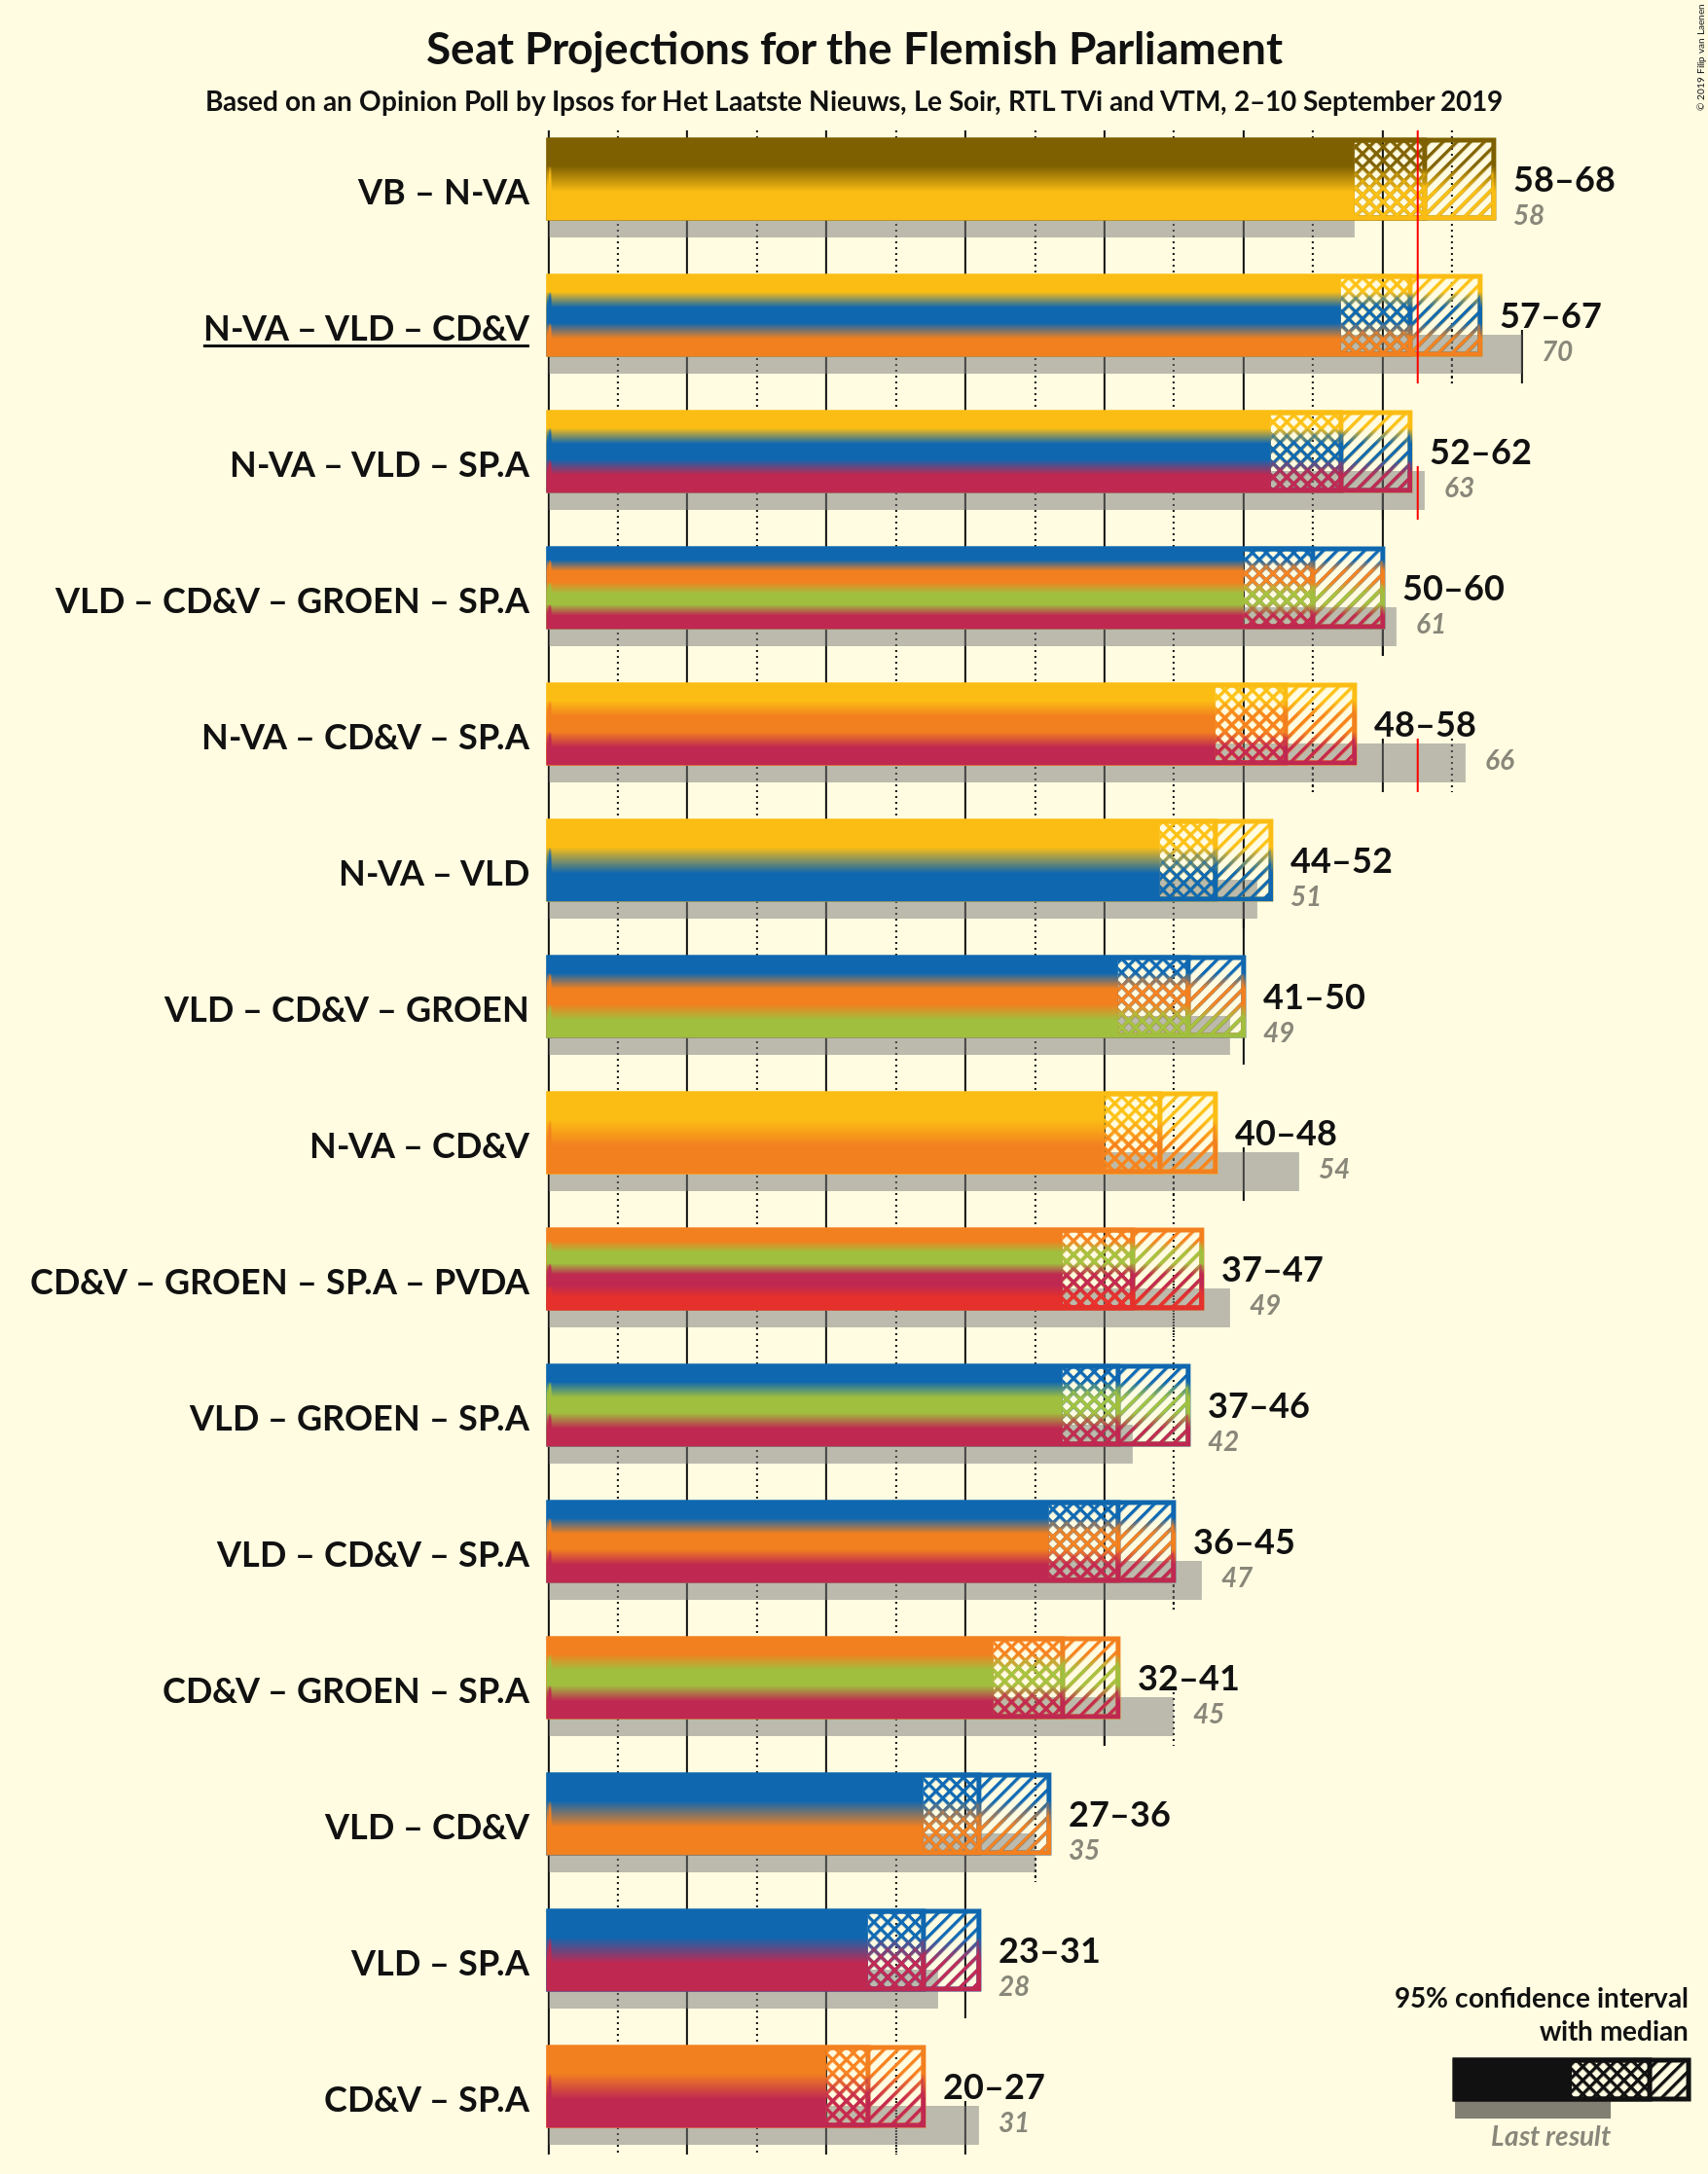 Seat Projections for the Flemish Parliament
Based on an Opinion Poll by Ipsos for Het Laatste Nieuws, Le Soir, RTL TVi and VTM, 2–10 September 2019
© 2019 Filip van Laenen
VB – N-VA
58–68
58
N-VA – VLD – CD&V
57–67
70
N-VA – VLD – SP.A
52–62
63
VLD – CD&V – GROEN – SP.A
50–60
61
N-VA – CD&V – SP.A
48–58
66
N-VA – VLD
44–52
51
VLD – CD&V – GROEN
41–50
49
N-VA – CD&V
40–48
54
CD&V – GROEN – SP.A – PVDA
37–47
49
VLD – GROEN – SP.A
37–46
42
VLD – CD&V – SP.A
36–45
47
CD&V – GROEN – SP.A
32–41
45
VLD – CD&V
27–36
35
VLD – SP.A
23–31
28
CD&V – SP.A
20–27
31
95% confidence interval
with median
Last result